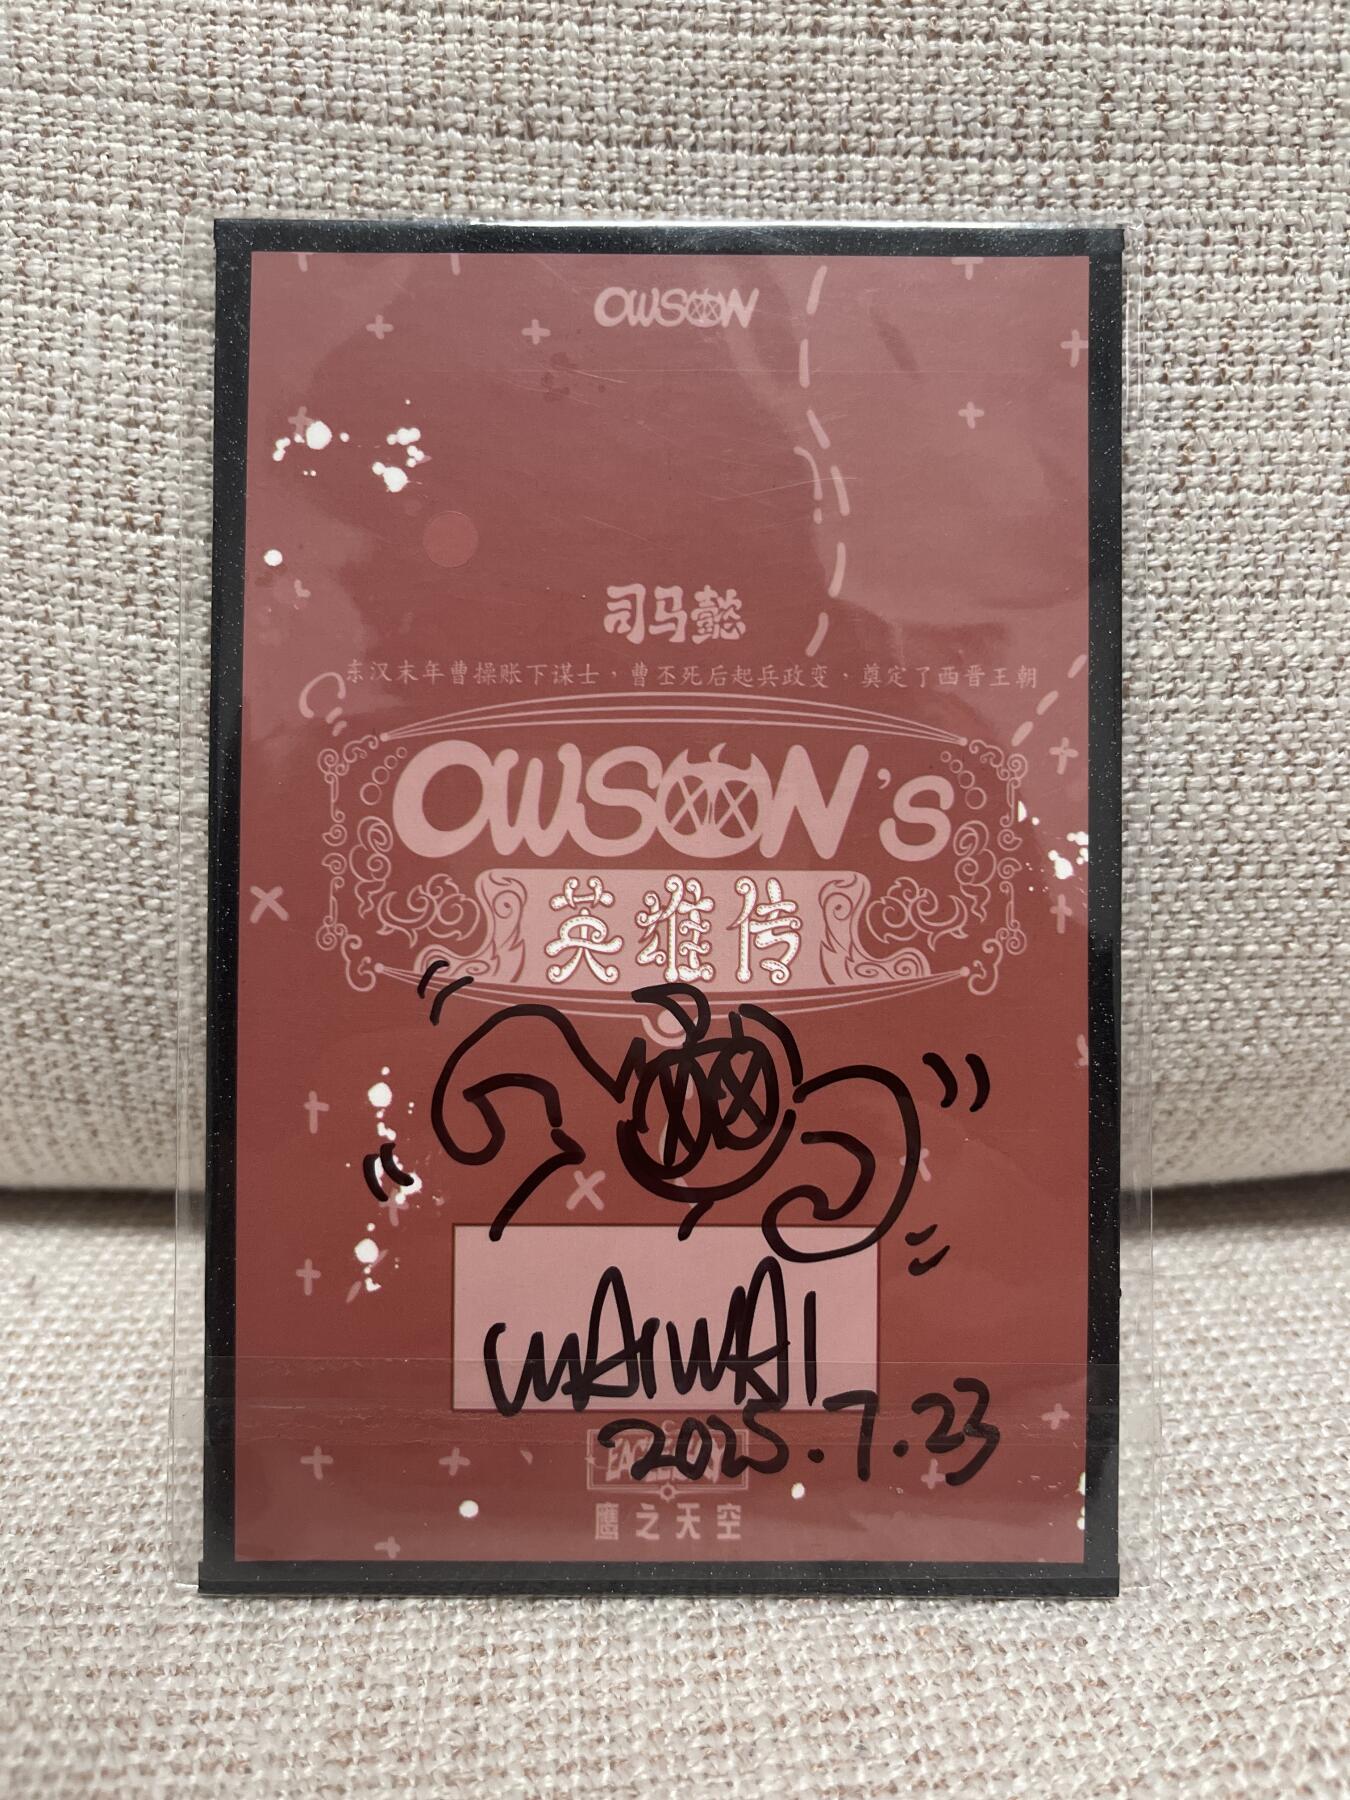 OWSON
司马懿
东汉末年曹操账下谋士，曹丕死后起兵政变，奠定了西晋王朝
OWSON's
英雄传
WAIWAI
2025.7.23
鹰之天空